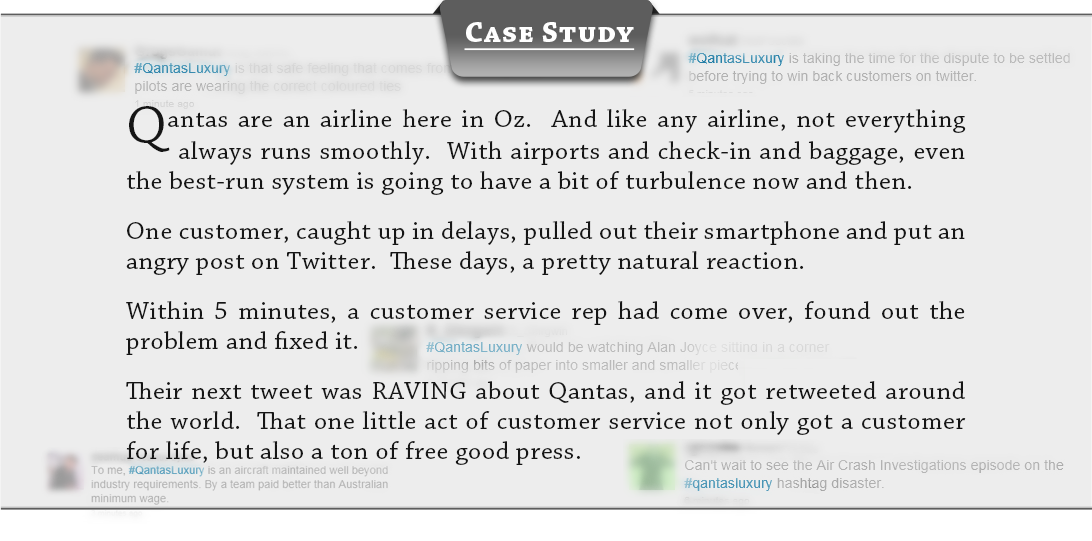 CASE STUDY
#QantasLuxury is that safe feeling that comes from
pilots are wearing the correct coloured ties
1 minute ago
#QantasLuxury is taking the time for the dispute to be settled
before trying to win back customers on twitter.
Qantas are an airline here in Oz. And like any airline, not everything
always runs smoothly. With airports and check-in and baggage, even
the best-run system is going to have a bit of turbulence now and then.
One customer, caught up in delays, pulled out their smartphone and put an
angry post on Twitter. These days, a pretty natural reaction.
Within 5 minutes, a customer service rep had come over, found out the
problem and fixed it.
#QantasLuxury would be watching Alan Joyce sitting in a corner
ripping bits of paper into smaller and smaller piece
Their next tweet was RAVING about Qantas, and it got retweeted around
the world. That one little act of customer service not only got a customer
for life, but also a ton of free good press.
To me, #QantasLuxury is an aircraft maintained well beyond
industry requirements. By a team paid better than Australian
minimum wage.
Can't wait to see the Air Crash Investigations episode on the
#qantasluxury hashtag disaster.